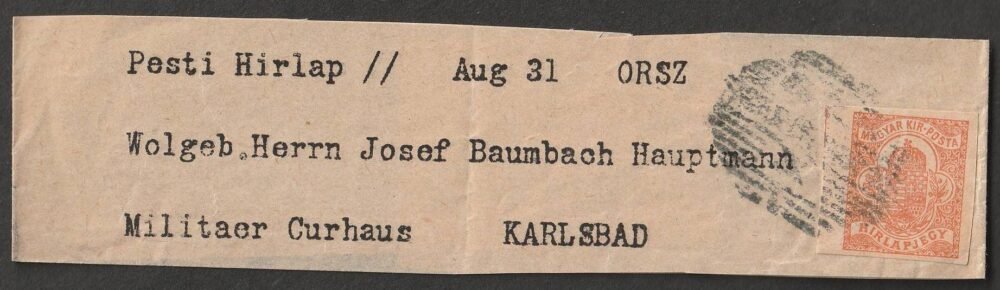 Pesti Hirlap // Aug 31 ORSZ
Wolgeb.Herrn Josef Baumbach Hauptmann
Militaer Curhaus KARLSBAD
MAGYAR KIR·POSTA
HIRLAPJEGY